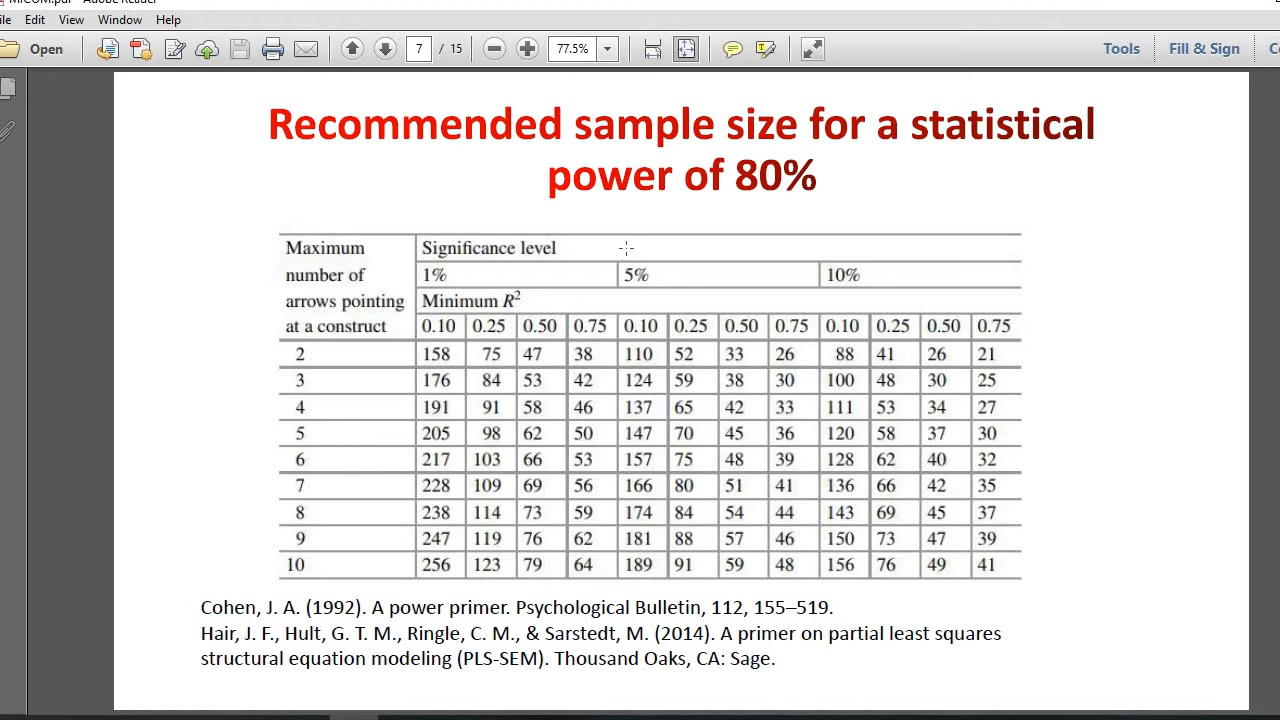 MICOM.pdf - Adobe Reader
ile Edit View Window Help
Open 7 / 15 77.5% Tools Fill & Sign
Recommended sample size for a statistical
power of 80%
Maximum Significance level
number of 1% 5% 10%
arrows pointing Minimum R²
at a construct 0.10 0.25 0.50 0.75 0.10 0.25 0.50 0.75 0.10 0.25 0.50 0.75
2 158 75 47 38 110 52 33 26 88 41 26 21
3 176 84 53 42 124 59 38 30 100 48 30 25
4 191 91 58 46 137 65 42 33 111 53 34 27
5 205 98 62 50 147 70 45 36 120 58 37 30
6 217 103 66 53 157 75 48 39 128 62 40 32
7 228 109 69 56 166 80 51 41 136 66 42 35
8 238 114 73 59 174 84 54 44 143 69 45 37
9 247 119 76 62 181 88 57 46 150 73 47 39
10 256 123 79 64 189 91 59 48 156 76 49 41
Cohen, J. A. (1992). A power primer. Psychological Bulletin, 112, 155–519.
Hair, J. F., Hult, G. T. M., Ringle, C. M., & Sarstedt, M. (2014). A primer on partial least squares
structural equation modeling (PLS-SEM). Thousand Oaks, CA: Sage.